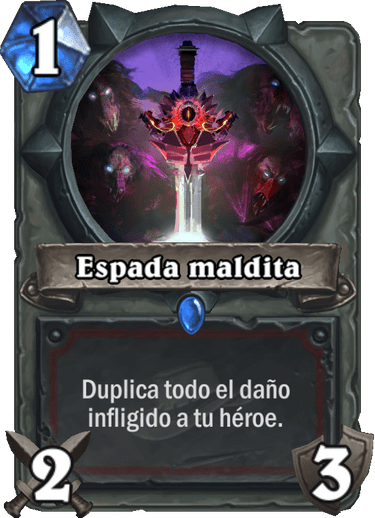 1
Espada maldita
Duplica todo el daño
infligido a tu héroe.
2
3